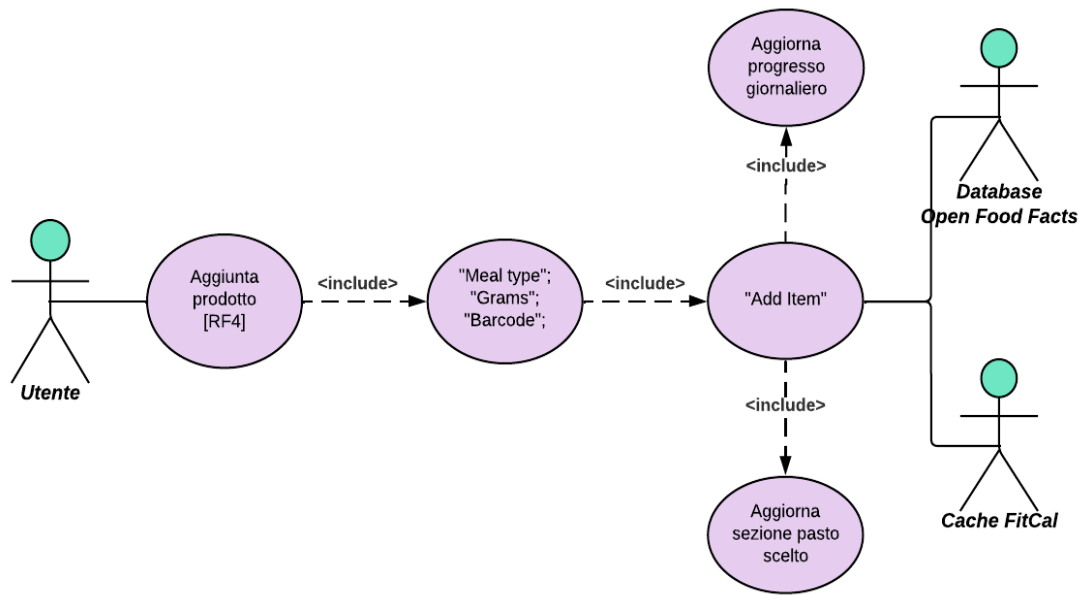 Aggiorna
progresso
giornaliero
<include>
Database
Open Food Facts
Utente
Aggiunta
prodotto
[RF4]
<include>
"Meal type";
"Grams";
"Barcode";
<include>
"Add Item"
<include>
Aggiorna
sezione pasto
scelto
Cache FitCal